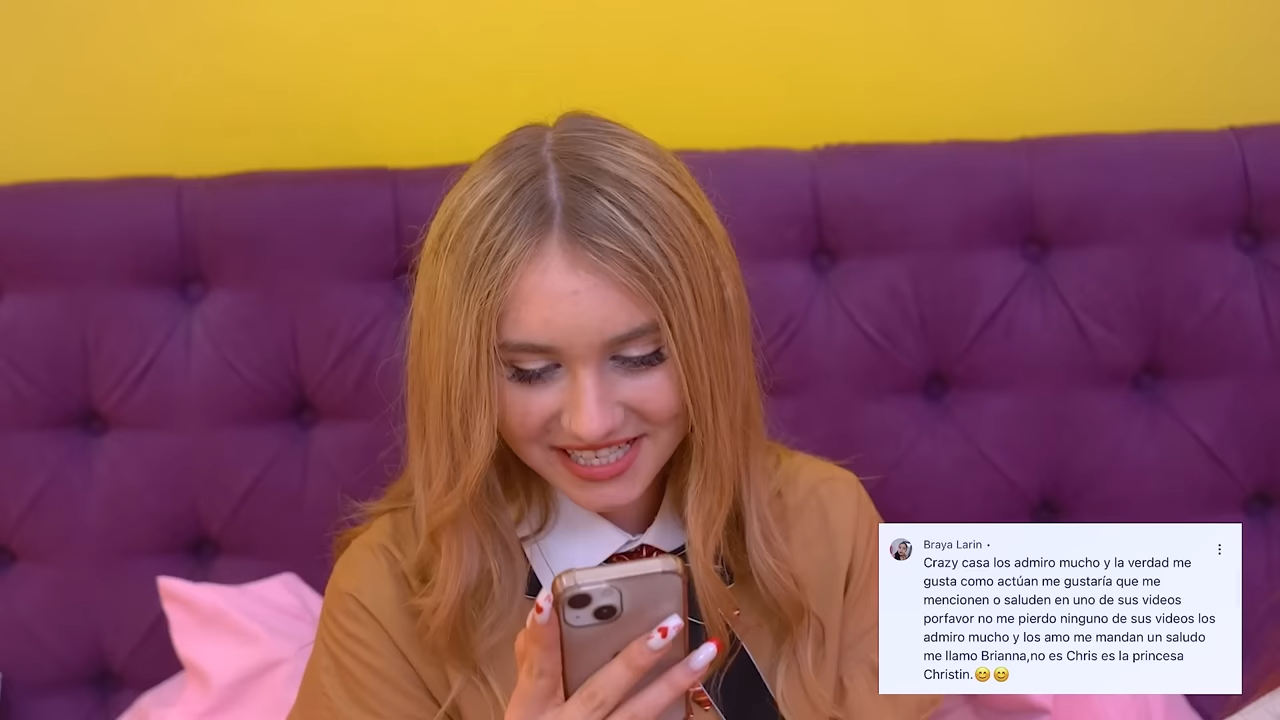 Braya Larin •
Crazy casa los admiro mucho y la verdad me
gusta como actúan me gustaría que me
mencionen o saluden en uno de sus videos
porfavor no me pierdo ninguno de sus videos los
admiro mucho y los amo me mandan un saludo
me llamo Brianna,no es Chris es la princesa
Christin.😊😊